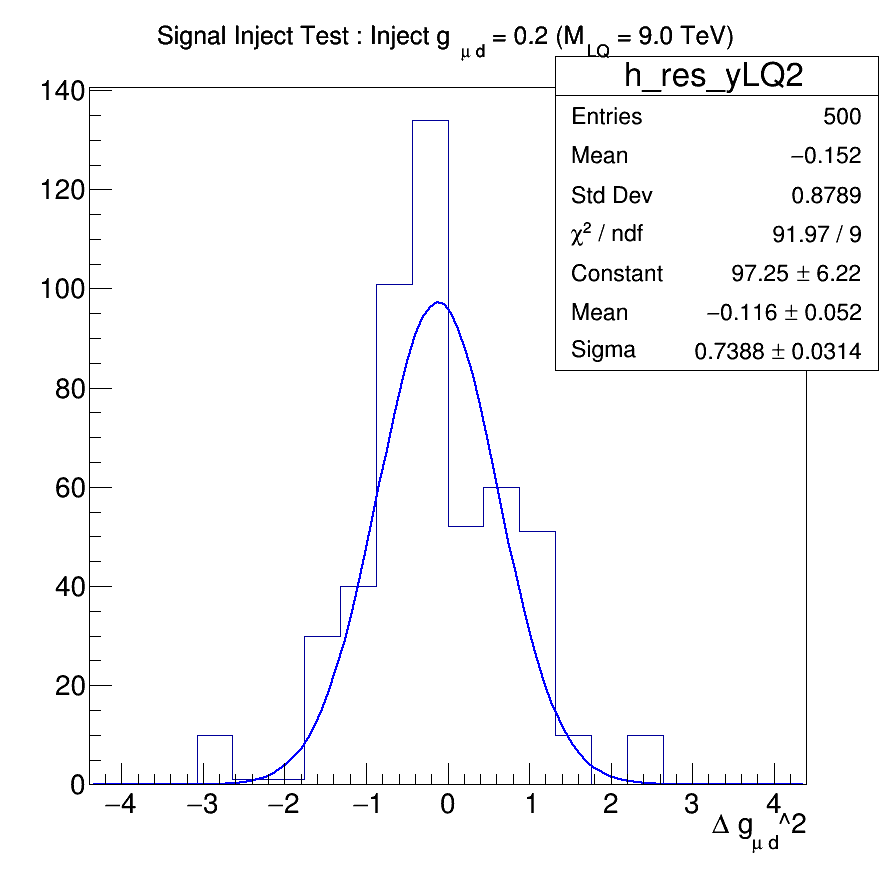 Signal Inject Test : Inject g μ d = 0.2 (M LQ = 9.0 TeV)
h_res_yLQ2
Entries 500
Mean −0.152
Std Dev 0.8789
χ² / ndf 91.97 / 9
Constant 97.25 ± 6.22
Mean −0.116 ± 0.052
Sigma 0.7388 ± 0.0314
140
120
100
80
60
40
20
0
−4 −3 −2 −1 0 1 2 3 4
Δ g μ d ^2